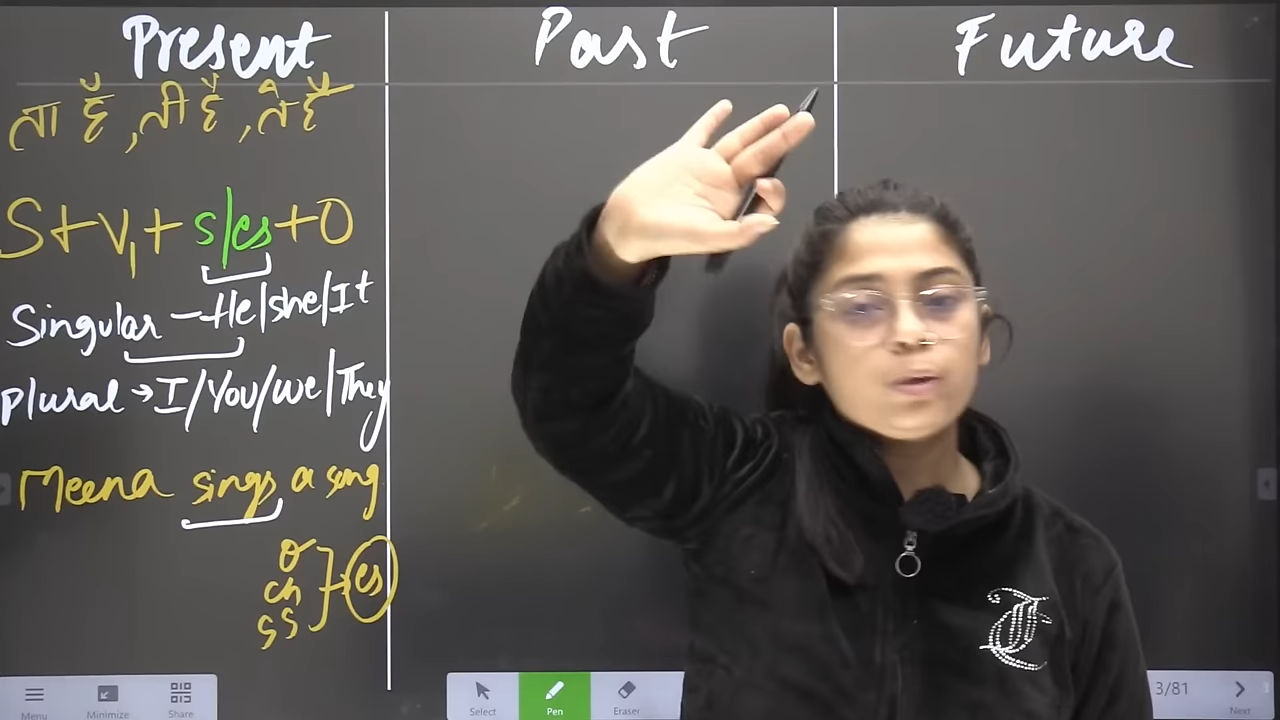 Present Past Future
ता है, ती है, ते हैं
S+V₁+ s/es +O
Singular – He/she/It
plural → I/You/we/They
Meena sings a song
o
ch
ss
→ es
Menu Minimize Share Select Pen Eraser 3/81 Next